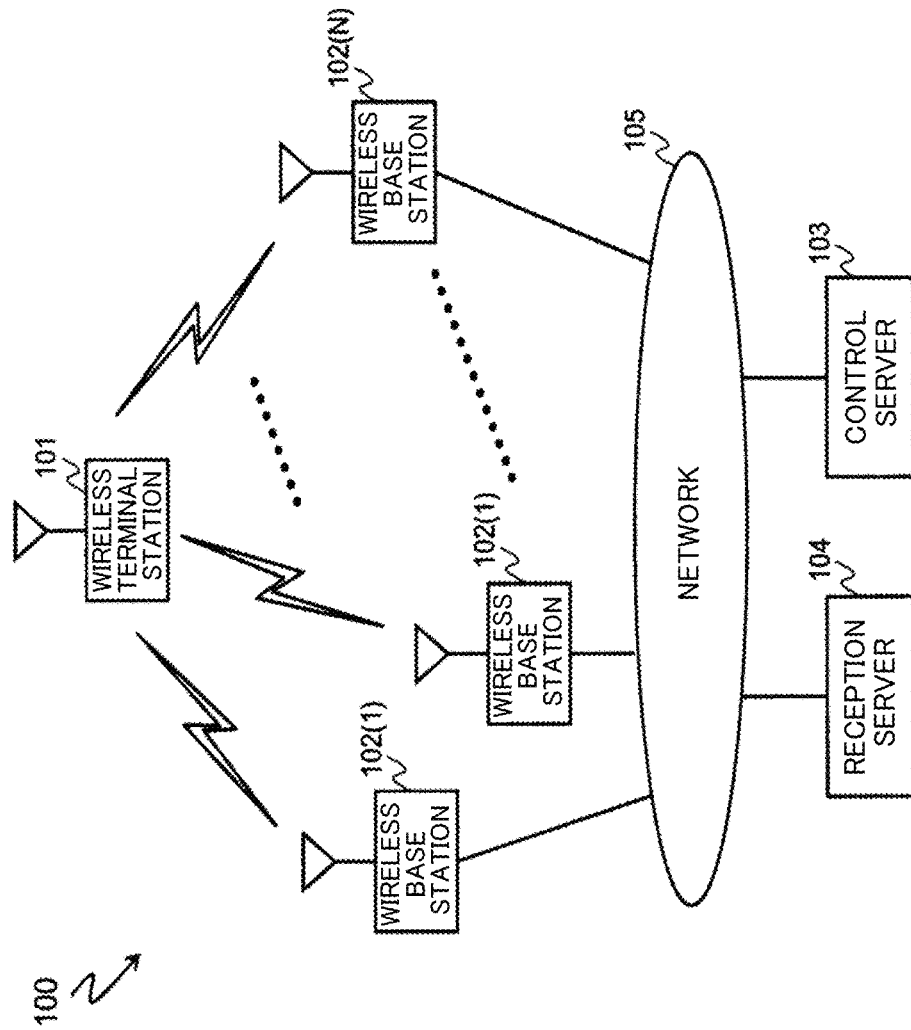 100
101
WIRELESS
TERMINAL
STATION
102(1)
WIRELESS
BASE
STATION
102(1)
WIRELESS
BASE
STATION
102(N)
WIRELESS
BASE
STATION
105
NETWORK
104
RECEPTION
SERVER
103
CONTROL
SERVER